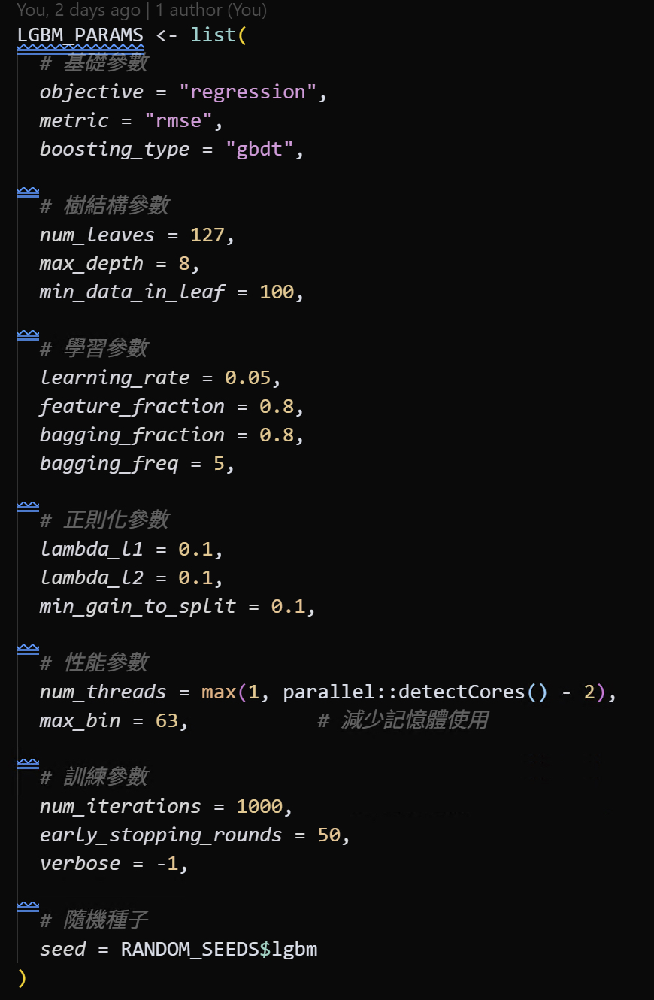 You, 2 days ago | 1 author (You)
LGBM_PARAMS <- list(
# 基礎參數
objective = "regression",
metric = "rmse",
boosting_type = "gbdt",
# 樹結構參數
num_leaves = 127,
max_depth = 8,
min_data_in_leaf = 100,
# 學習參數
learning_rate = 0.05,
feature_fraction = 0.8,
bagging_fraction = 0.8,
bagging_freq = 5,
# 正則化參數
lambda_l1 = 0.1,
lambda_l2 = 0.1,
min_gain_to_split = 0.1,
# 性能參數
num_threads = max(1, parallel::detectCores() - 2),
max_bin = 63, # 減少記憶體使用
# 訓練參數
num_iterations = 1000,
early_stopping_rounds = 50,
verbose = -1,
# 隨機種子
seed = RANDOM_SEEDS$lgbm
)